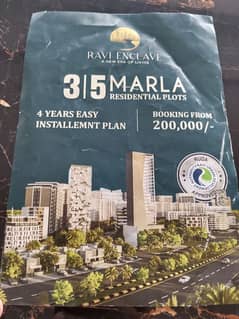 RAVI ENCLAVE
A NEW ERA OF LIVING
3|5 MARLA
RESIDENTIAL PLOTS
4 YEARS EASY
INSTALLEMNT PLAN
BOOKING FROM
200,000/-
RUDA